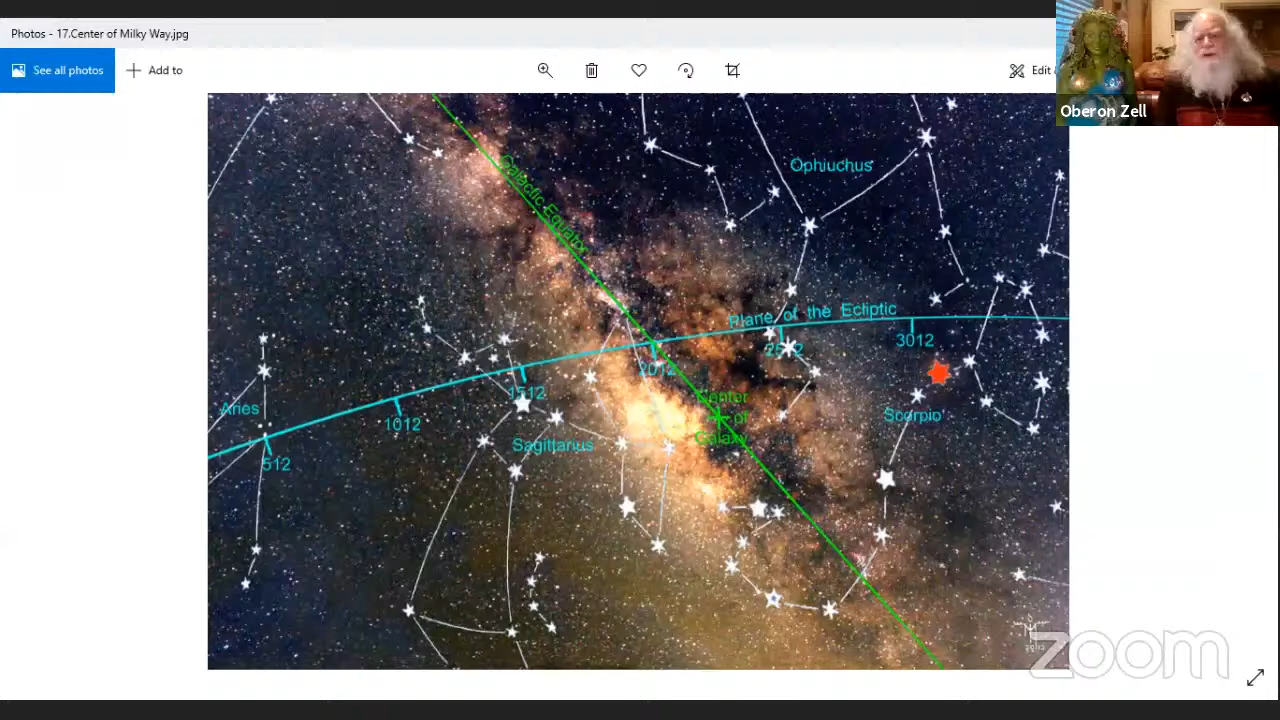 Photos - 17.Center of Milky Way.jpg
See all photos
Add to
Edit &
Oberon Zell
Galactic Equator
Ophiuchus
Plane of the Ecliptic
3012
2012
1512
1012
512
Aries
Sagittarius
Scorpio
Center
of
Galaxy
zoom